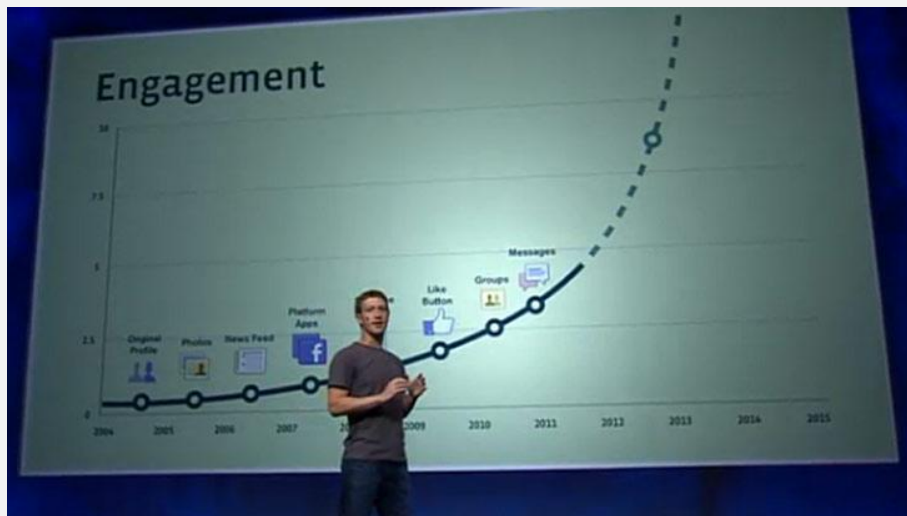 Engagement
10
7.5
5
2.5
0
Original
Profile
Photos
News Feed
Platform
Apps
Like
Button
Groups
Messages
f
2004
2005
2006
2007
2009
2010
2011
2012
2013
2014
2015